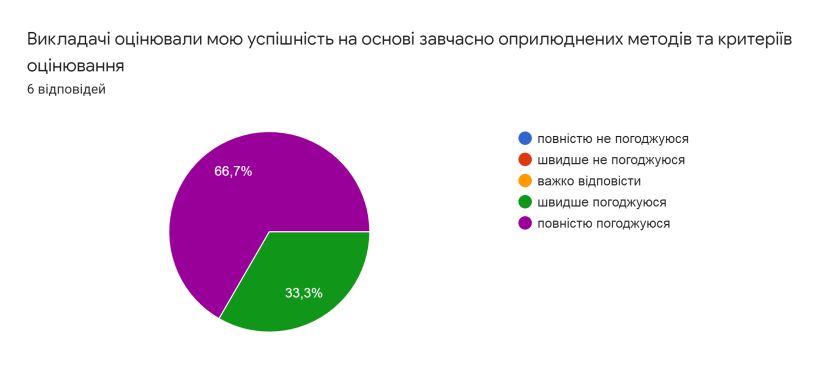 Викладачі оцінювали мою успішність на основі завчасно оприлюднених методів та критеріїв
оцінювання
6 відповідей
66,7%
33,3%
повністю не погоджуюся
швидше не погоджуюся
важко відповісти
швидше погоджуюся
повністю погоджуюся